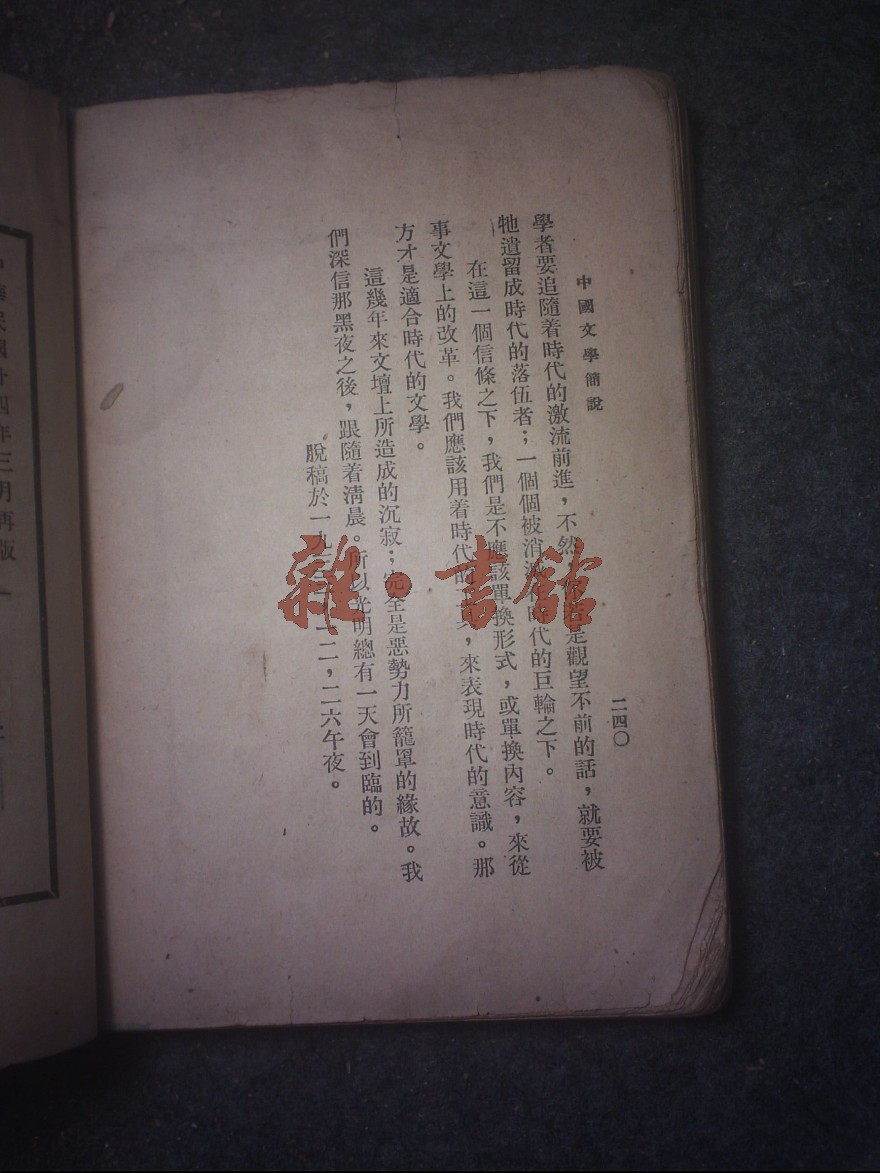 中國文學簡說
二四〇
學者要追隨着時代的激流前進，不然是觀望不前的話，就要被
牠遺留成時代的落伍者；一個個被消時代的巨輪之下。
在這一個信條之下，我們是不應該單換形式，或單換內容，來從
事文學上的改革。我們應該用着時代的，來表現時代的意識。那
方才是適合時代的文學。
這幾年來文壇上所造成的沉寂；完全是惡勢力所籠罩的緣故。我
們深信那黑夜之後，跟隨着清晨。所以光明總有一天會到臨的。
脫稿於一九一二，二六午夜。
中華民國廿四年三月再版
雜·書館